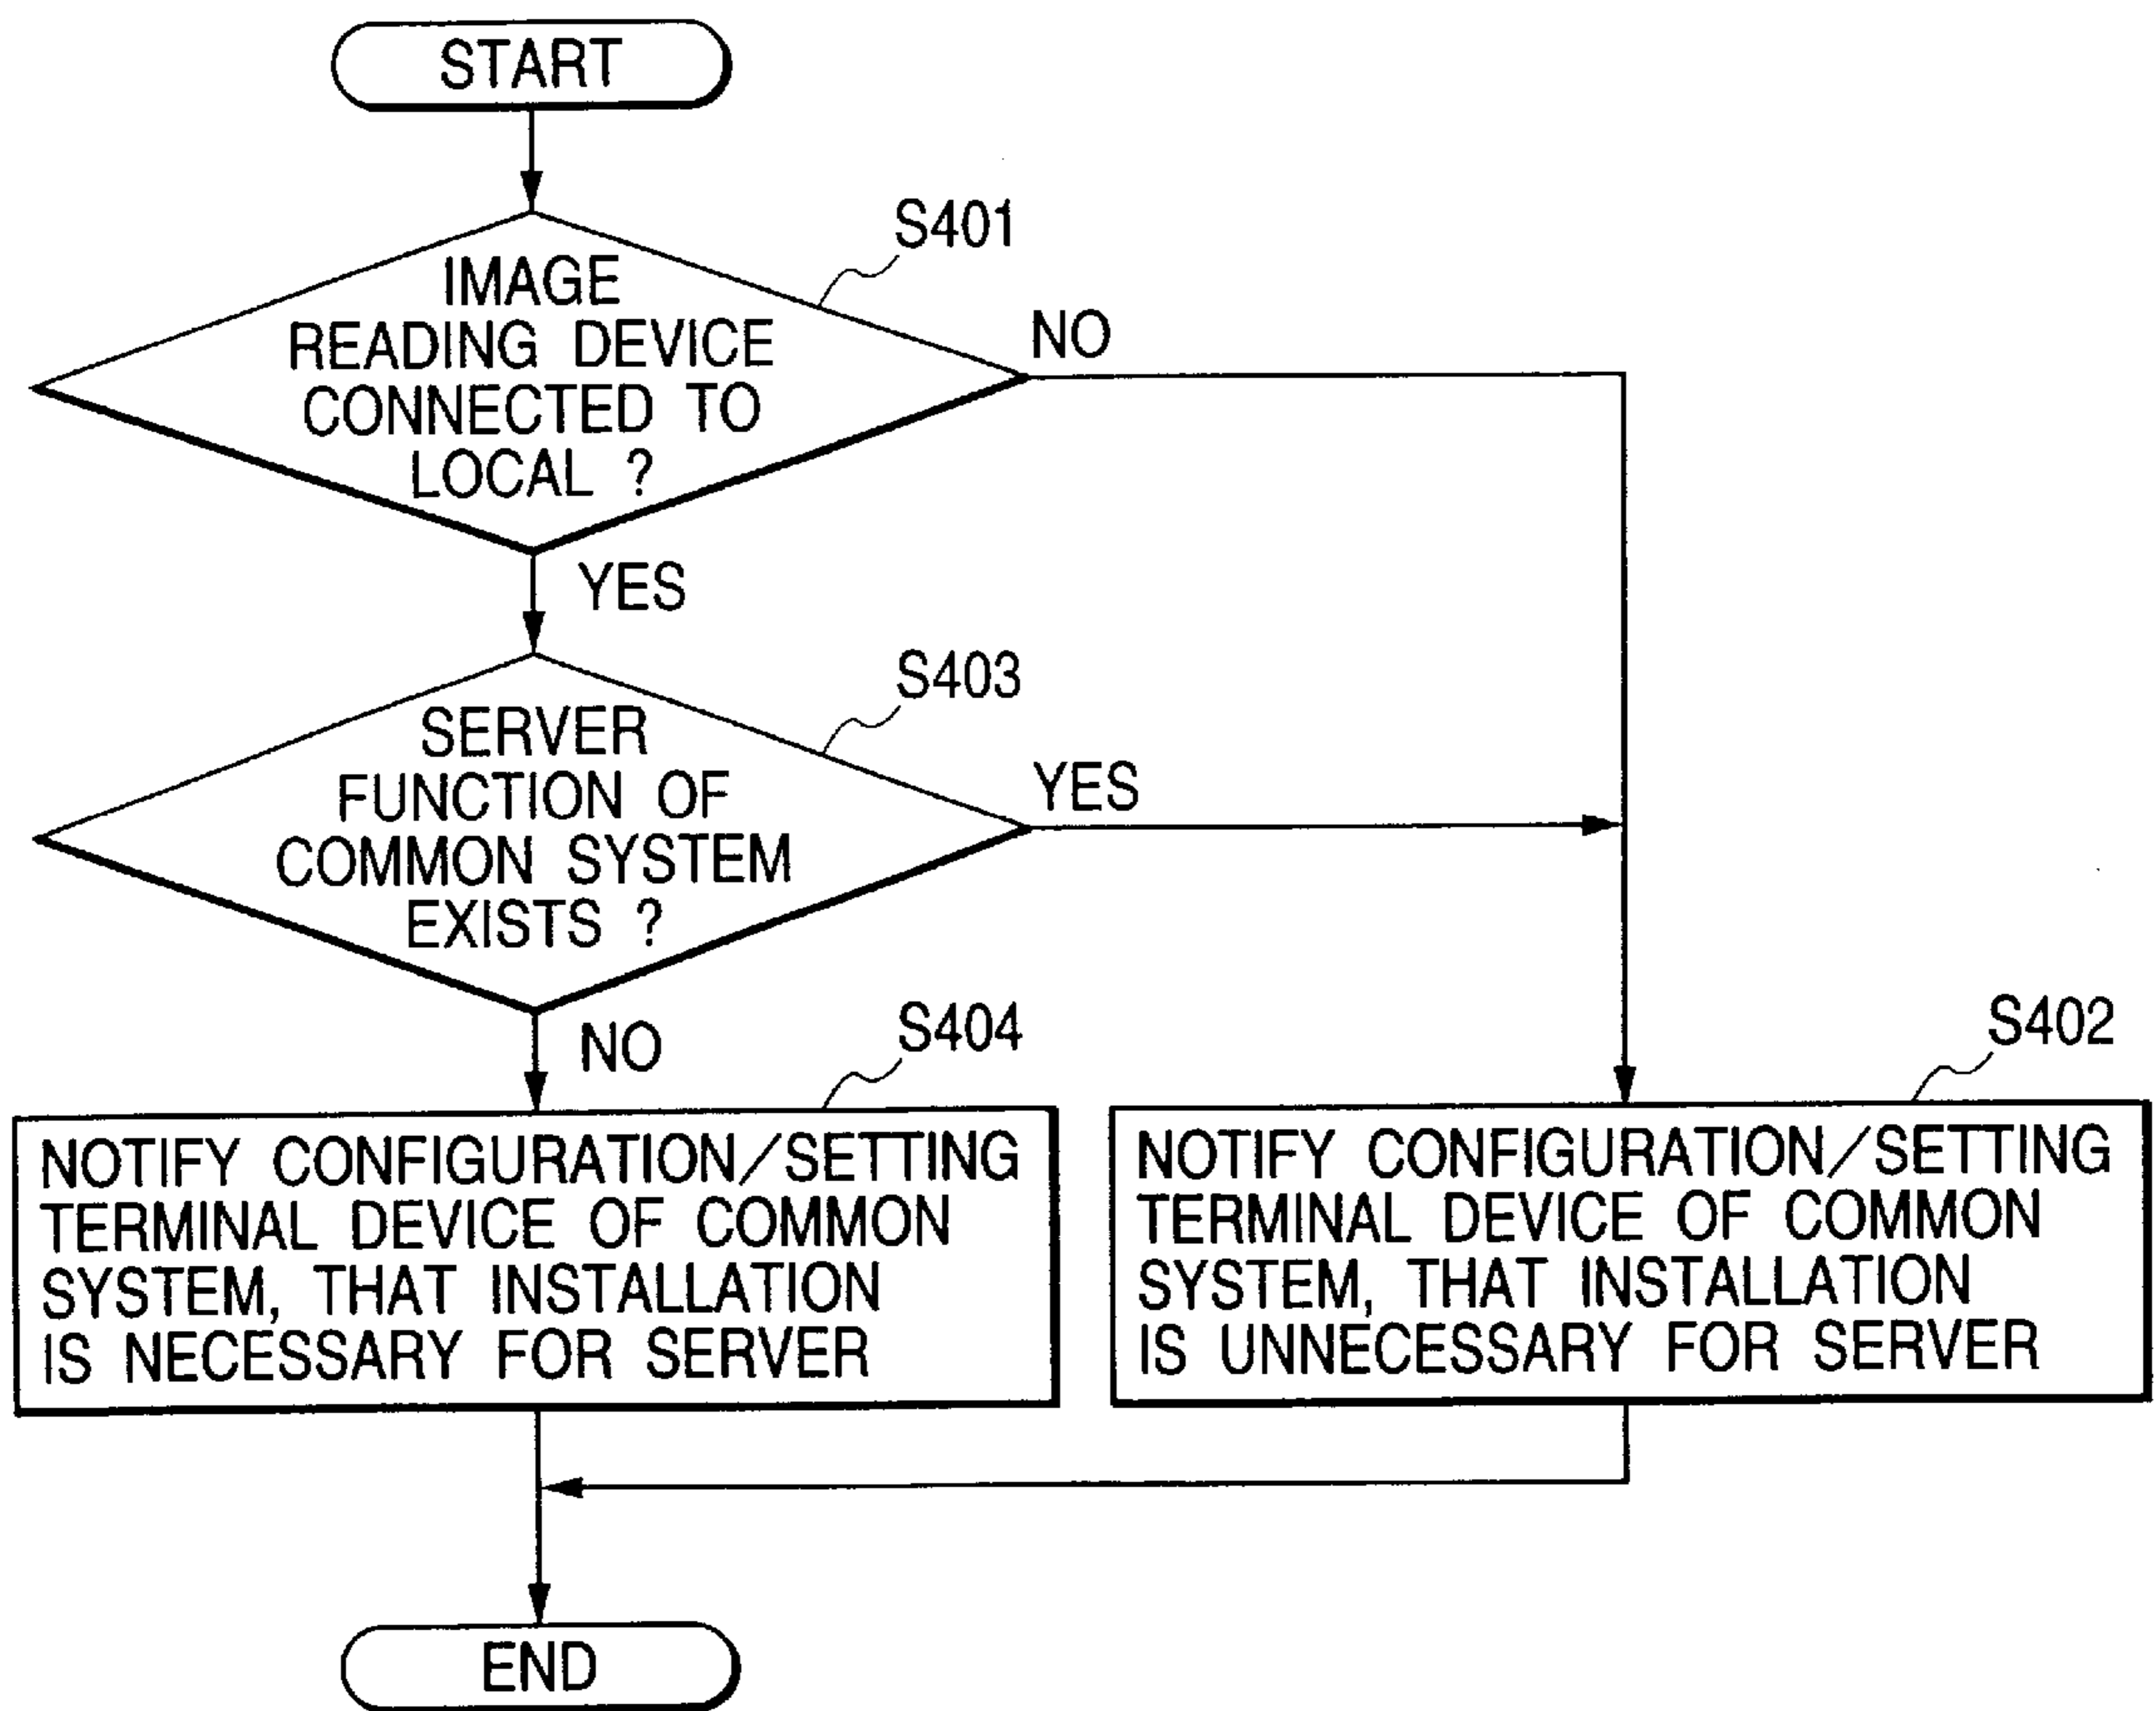 START
S401
IMAGE
READING DEVICE
CONNECTED TO
LOCAL ?
NO
YES
S403
SERVER
FUNCTION OF
COMMON SYSTEM
EXISTS ?
YES
NO
S404
NOTIFY CONFIGURATION/SETTING
TERMINAL DEVICE OF COMMON
SYSTEM, THAT INSTALLATION
IS NECESSARY FOR SERVER
S402
NOTIFY CONFIGURATION/SETTING
TERMINAL DEVICE OF COMMON
SYSTEM, THAT INSTALLATION
IS UNNECESSARY FOR SERVER
END